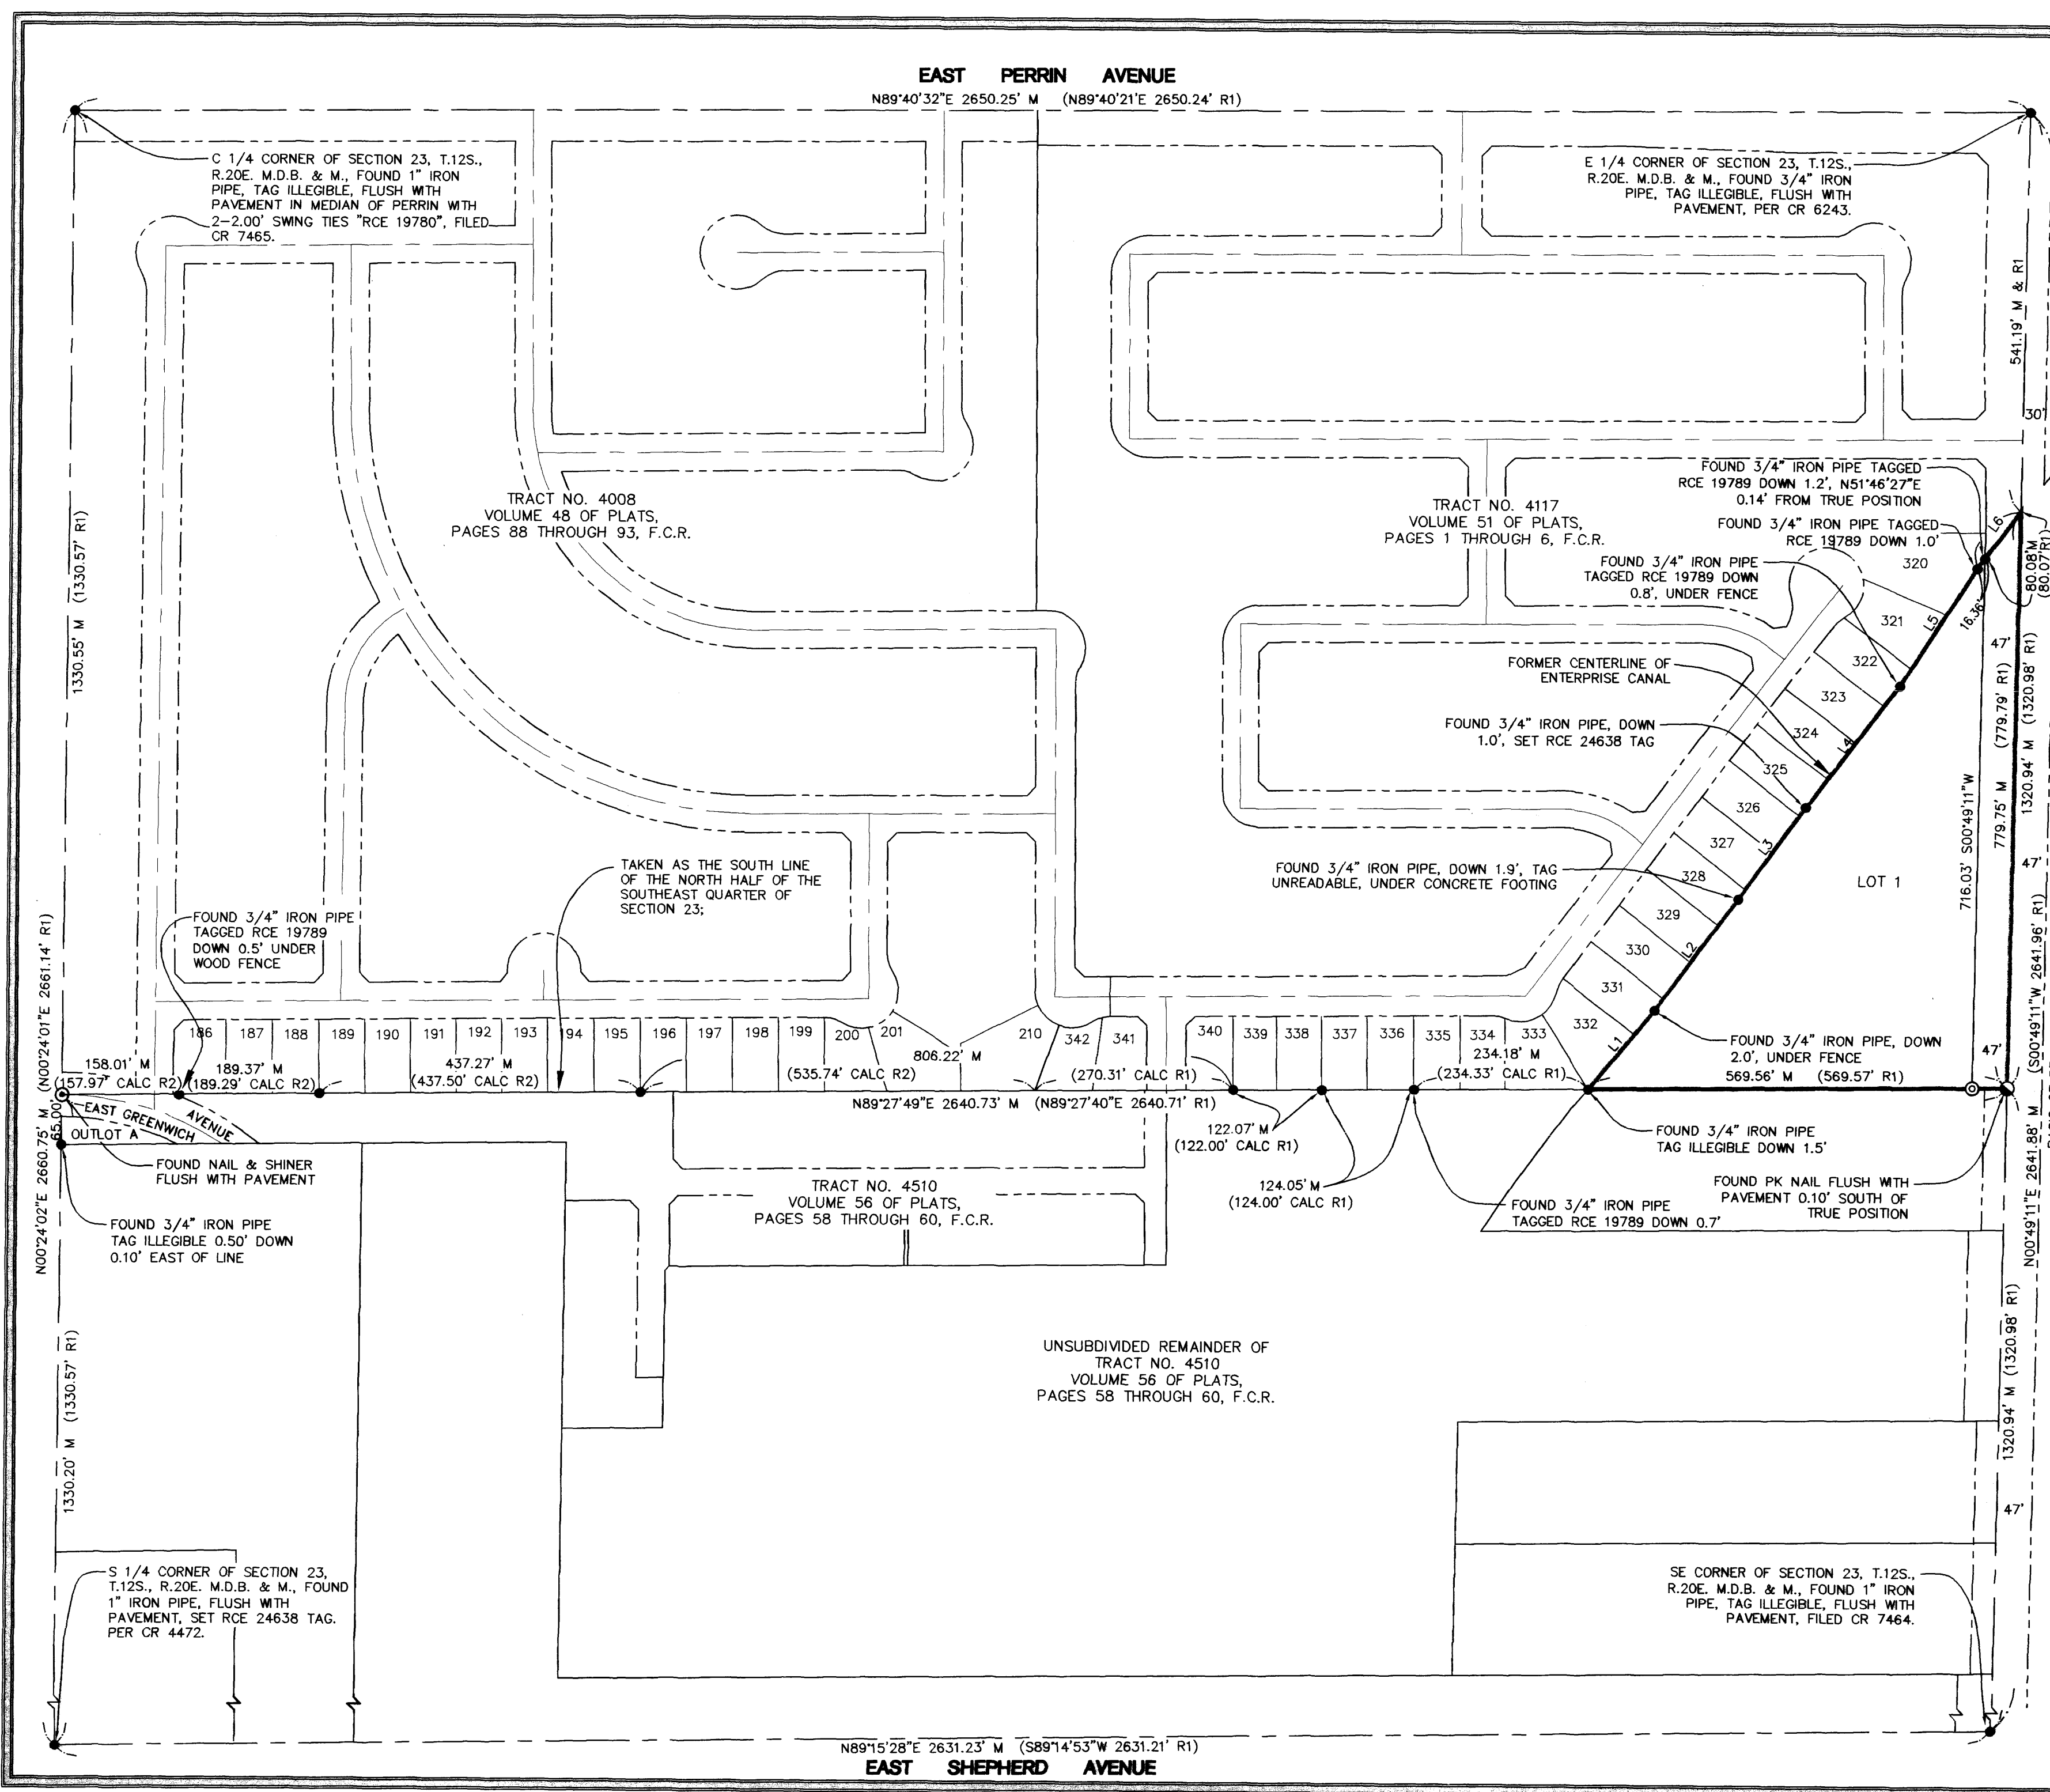 EAST PERRIN AVENUE
N89°40'32"E 2650.25' M (N89°40'21'E 2650.24' R1)
C 1/4 CORNER OF SECTION 23, T.12S.,
R.20E. M.D.B. & M., FOUND 1" IRON
PIPE, TAG ILLEGIBLE, FLUSH WITH
PAVEMENT IN MEDIAN OF PERRIN WITH
2-2.00' SWING TIES "RCE 19780", FILED
CR 7465.
E 1/4 CORNER OF SECTION 23, T.12S.,
R.20E. M.D.B. & M., FOUND 3/4" IRON
PIPE, TAG ILLEGIBLE, FLUSH WITH
PAVEMENT, PER CR 6243.
541.19' M & R1
30'
TRACT NO. 4008
VOLUME 48 OF PLATS,
PAGES 88 THROUGH 93, F.C.R.
TRACT NO. 4117
VOLUME 51 OF PLATS,
PAGES 1 THROUGH 6, F.C.R.
FOUND 3/4" IRON PIPE TAGGED
RCE 19789 DOWN 1.2', N51°46'27"E
0.14' FROM TRUE POSITION
FOUND 3/4" IRON PIPE TAGGED
RCE 19789 DOWN 1.0'
FOUND 3/4" IRON PIPE
TAGGED RCE 19789 DOWN
0.8', UNDER FENCE
FORMER CENTERLINE OF
ENTERPRISE CANAL
FOUND 3/4" IRON PIPE, DOWN
1.0', SET RCE 24638 TAG
FOUND 3/4" IRON PIPE, DOWN 1.9', TAG
UNREADABLE, UNDER CONCRETE FOOTING
L6
320
321
L5
16.36'
322
323
324
L4
325
326
327
L3
328
329
330
L2
331
332
L1
80.08'M
(80.07'R1)
47'
716.03' S00°49'11"W
779.75' M (779.79' R1)
1320.94' M (1320.98' R1)
47'
LOT 1
47'
1330.55' M (1330.57' R1)
N00°24'02"E 2660.75' M (N00°24'01"E 2661.14' R1)
TAKEN AS THE SOUTH LINE
OF THE NORTH HALF OF THE
SOUTHEAST QUARTER OF
SECTION 23;
FOUND 3/4" IRON PIPE
TAGGED RCE 19789
DOWN 0.5' UNDER
WOOD FENCE
186 187 188 189 190 191 192 193 194 195 196 197 198 199 200 201 210 342 341 340 339 338 337 336 335 334 333
158.01' M
(157.97' CALC R2)
189.37' M
(189.29' CALC R2)
437.27' M
(437.50' CALC R2)
(535.74' CALC R2)
806.22' M
(270.31' CALC R1)
234.18' M
(234.33' CALC R1)
FOUND 3/4" IRON PIPE, DOWN
2.0', UNDER FENCE
569.56' M (569.57' R1)
N89°27'49"E 2640.73' M (N89°27'40"E 2640.71' R1)
65.00'
EAST GREENWICH AVENUE
OUTLOT A
FOUND NAIL & SHINER
FLUSH WITH PAVEMENT
FOUND 3/4" IRON PIPE
TAG ILLEGIBLE 0.50' DOWN
0.10' EAST OF LINE
122.07' M
(122.00' CALC R1)
124.05' M
(124.00' CALC R1)
FOUND 3/4" IRON PIPE
TAG ILLEGIBLE DOWN 1.5'
FOUND PK NAIL FLUSH WITH
PAVEMENT 0.10' SOUTH OF
TRUE POSITION
FOUND 3/4" IRON PIPE
TAGGED RCE 19789 DOWN 0.7'
N00°49'11"E 2641.88' M (S00°49'11"W 2641.96' R1)
TRACT NO. 4510
VOLUME 56 OF PLATS,
PAGES 58 THROUGH 60, F.C.R.
UNSUBDIVIDED REMAINDER OF
TRACT NO. 4510
VOLUME 56 OF PLATS,
PAGES 58 THROUGH 60, F.C.R.
1330.20' M (1330.57' R1)
1320.94' M (1320.98' R1)
47'
S 1/4 CORNER OF SECTION 23,
T.12S., R.20E. M.D.B. & M., FOUND
1" IRON PIPE, FLUSH WITH
PAVEMENT, SET RCE 24638 TAG.
PER CR 4472.
SE CORNER OF SECTION 23, T.12S.,
R.20E. M.D.B. & M., FOUND 1" IRON
PIPE, TAG ILLEGIBLE, FLUSH WITH
PAVEMENT, FILED CR 7464.
N89°15'28"E 2631.23' M (S89°14'53"W 2631.21' R1)
EAST SHEPHERD AVENUE